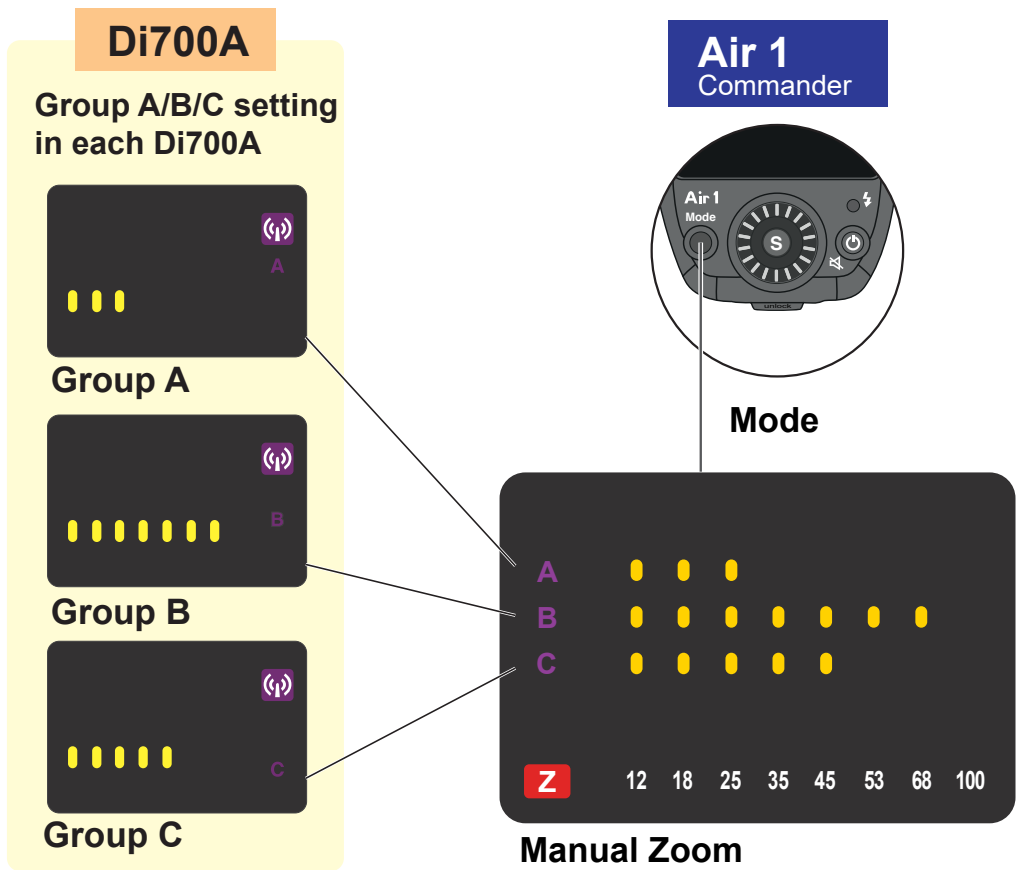 Di700A
Group A/B/C setting
in each Di700A
A
Group A
B
Group B
C
Group C
Air 1
Commander
Air 1
Mode
S
unlock
Mode
A
B
C
Z 12 18 25 35 45 53 68 100
Manual Zoom